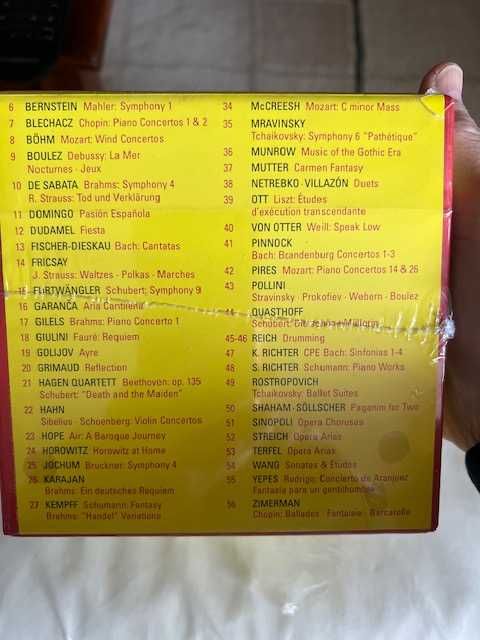 6 BERNSTEIN Mahler: Symphony 1
7 BLECHACZ Chopin: Piano Concertos 1 & 2
8 BÖHM Mozart: Wind Concertos
9 BOULEZ Debussy: La Mer
Nocturnes · Jeux
10 DE SABATA Brahms: Symphony 4
R. Strauss: Tod und Verklärung
11 DOMINGO Pasión Española
12 DUDAMEL Fiesta
13 FISCHER-DIESKAU Bach: Cantatas
14 FRICSAY
J. Strauss: Waltzes · Polkas · Marches
15 FURTWÄNGLER Schubert: Symphony 9
16 GARANČA Aria Cantilena
17 GILELS Brahms: Piano Concerto 1
18 GIULINI Fauré: Requiem
19 GOLIJOV Ayre
20 GRIMAUD Reflection
21 HAGEN QUARTETT Beethoven: op. 135
Schubert: "Death and the Maiden"
22 HAHN
Sibelius · Schoenberg: Violin Concertos
23 HOPE Air: A Baroque Journey
24 HOROWITZ Horowitz at Home
25 JOCHUM Bruckner: Symphony 4
26 KARAJAN
Brahms: Ein deutsches Requiem
27 KEMPFF Schumann: Fantasy
Brahms: "Handel" Variations
34 McCREESH Mozart: C minor Mass
35 MRAVINSKY
Tchaikovsky: Symphony 6 "Pathétique"
36 MUNROW Music of the Gothic Era
37 MUTTER Carmen Fantasy
38 NETREBKO · VILLAZÓN Duets
39 OTT Liszt: Études
d'exécution transcendante
40 VON OTTER Weill: Speak Low
41 PINNOCK
Bach: Brandenburg Concertos 1-3
42 PIRES Mozart: Piano Concertos 14 & 26
43 POLLINI
Stravinsky · Prokofiev · Webern · Boulez
44 QUASTHOFF
Schubert: Die schöne Müllerin
45-46 REICH Drumming
47 K. RICHTER CPE Bach: Sinfonias 1-4
48 S. RICHTER Schumann: Piano Works
49 ROSTROPOVICH
Tchaikovsky: Ballet Suites
50 SHAHAM · SÖLLSCHER Paganini for Two
51 SINOPOLI Opera Choruses
52 STREICH Opera Arias
53 TERFEL Opera Arias
54 WANG Sonatas & Études
55 YEPES Rodrigo: Concierto de Aranjuez
Fantasía para un gentilhombre
56 ZIMERMAN
Chopin: Ballades · Fantaisie · Barcarolle